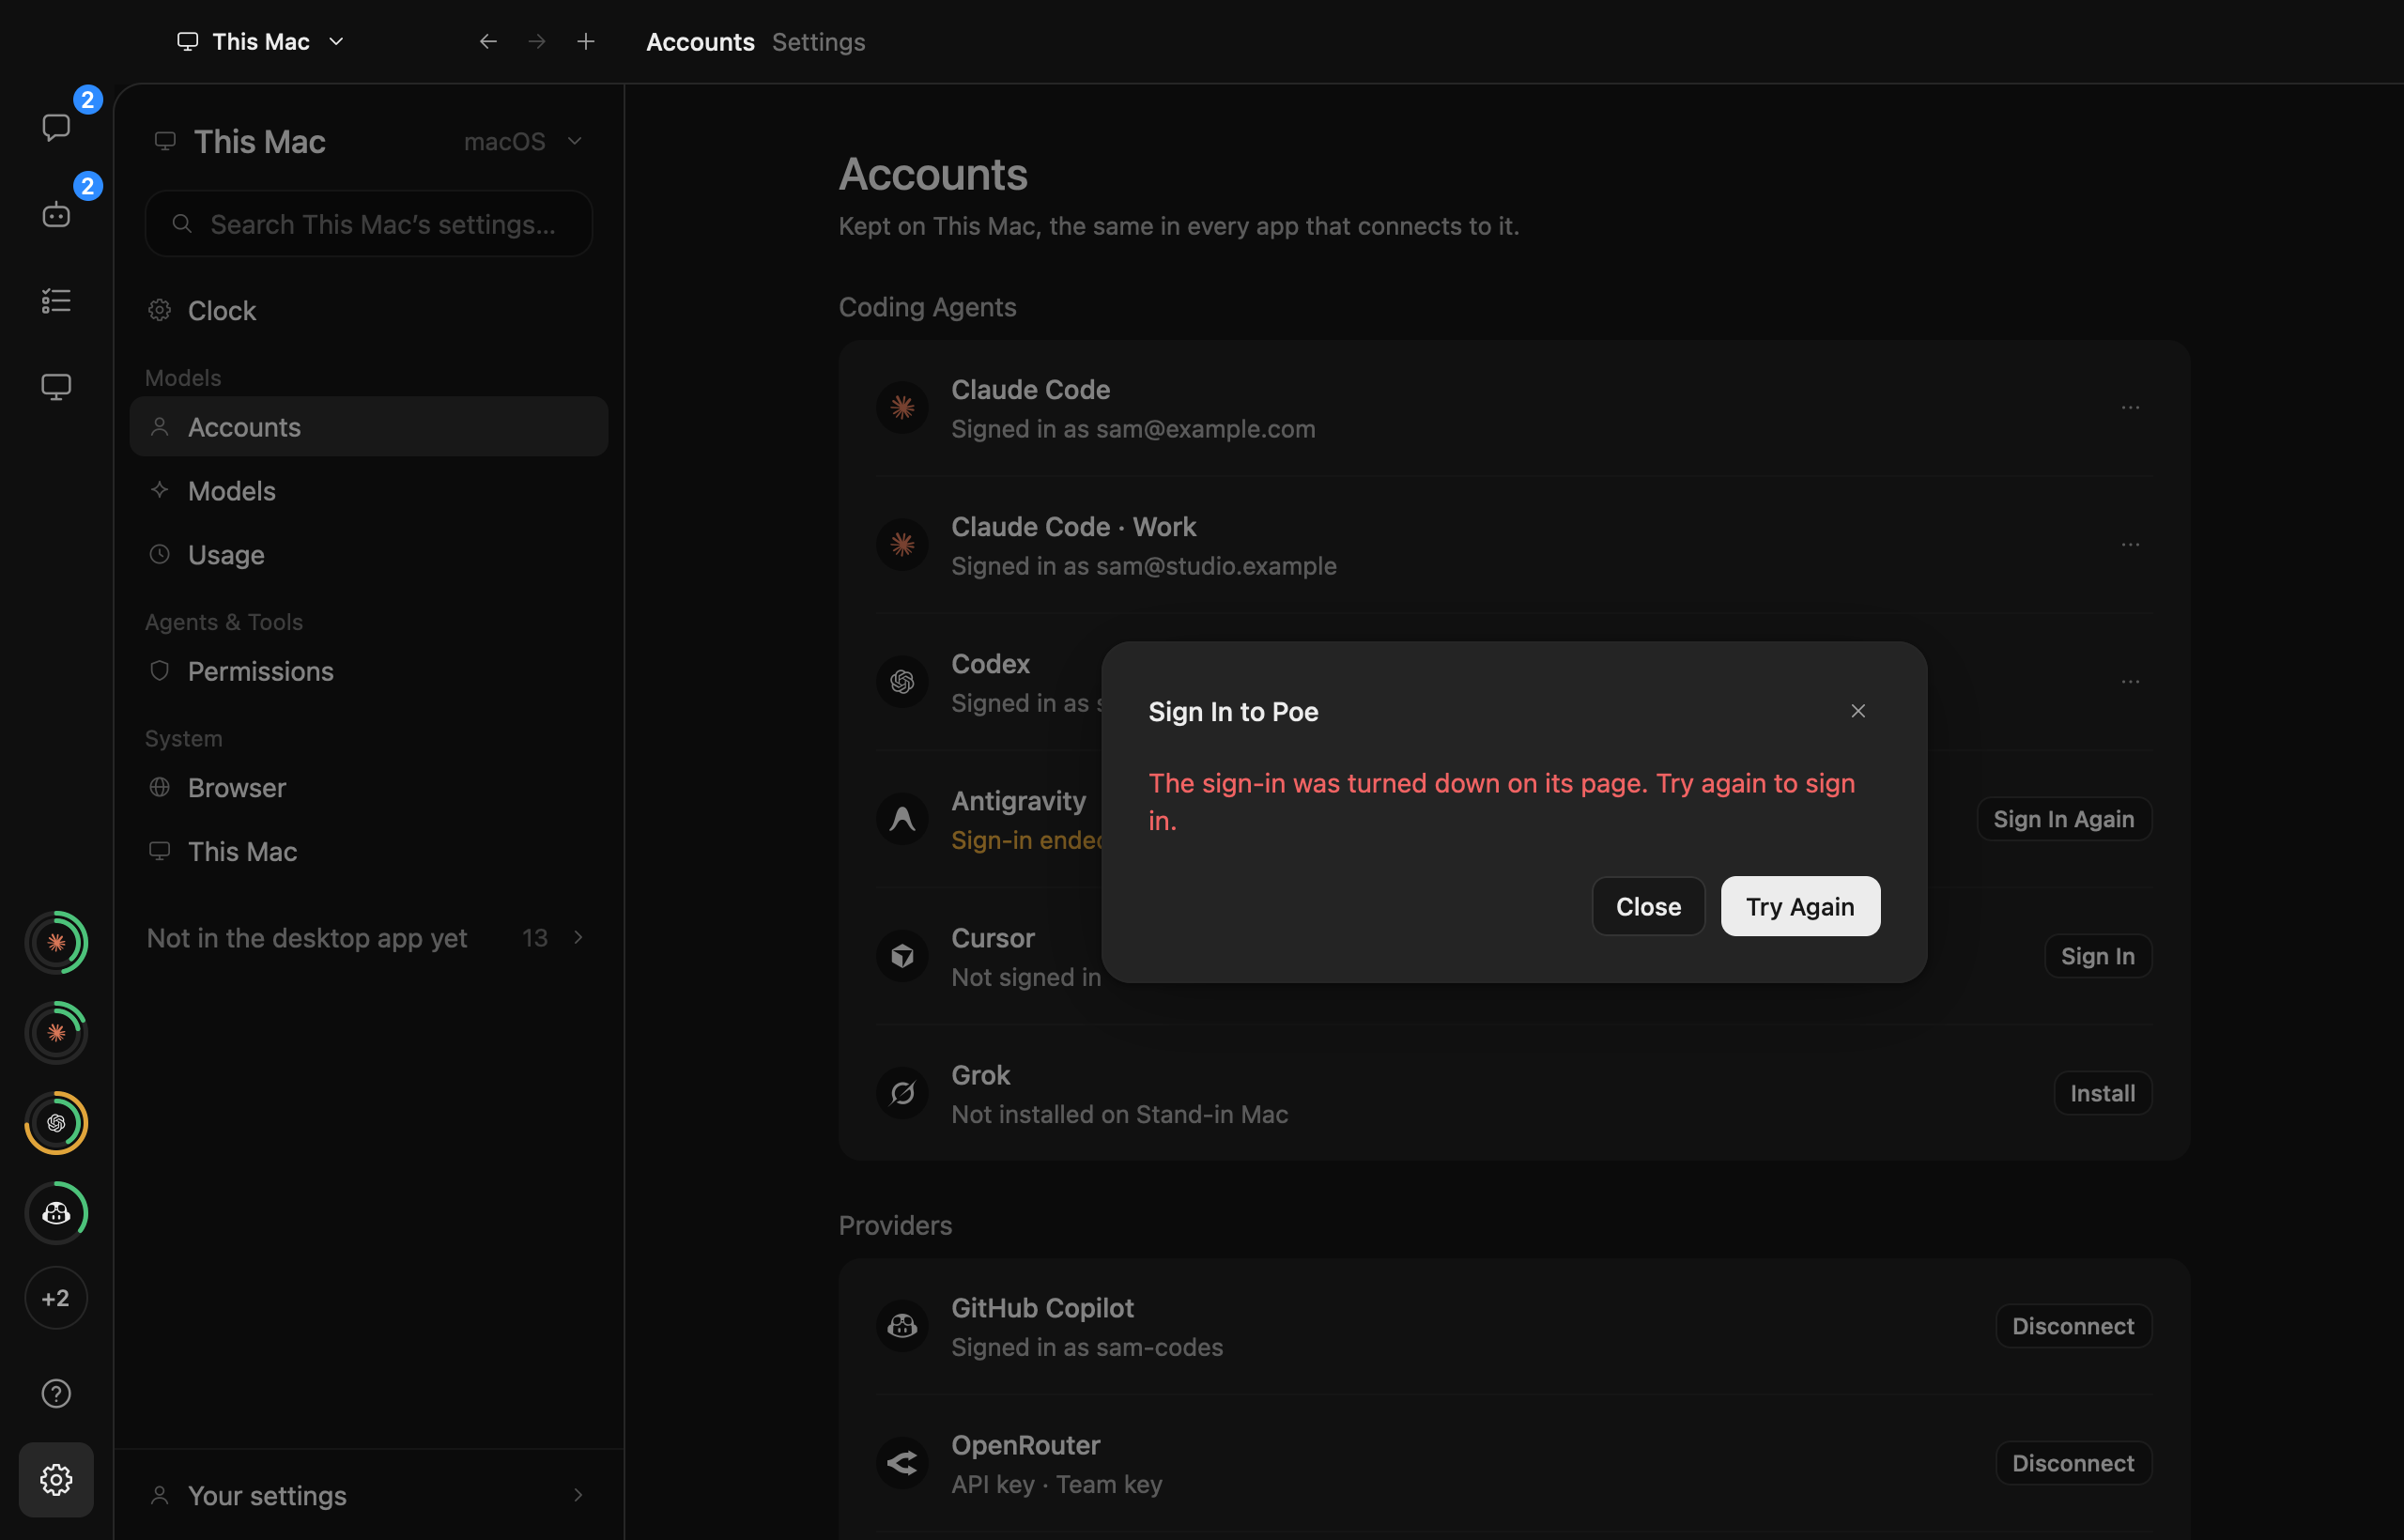 This Mac
Accounts Settings
2
2
This Mac macOS
Search This Mac’s settings...
Clock
Models
Accounts
Models
Usage
Agents & Tools
Permissions
System
Browser
This Mac
Not in the desktop app yet 13
+2
Your settings
Accounts
Kept on This Mac, the same in every app that connects to it.
Coding Agents
Claude Code
Signed in as sam@example.com
Claude Code · Work
Signed in as sam@studio.example
Codex
Signed in as
Antigravity
Sign-in ended
Sign In Again
Cursor
Not signed in
Sign In
Grok
Not installed on Stand-in Mac
Install
Sign In to Poe
The sign-in was turned down on its page. Try again to sign
in.
Close
Try Again
Providers
GitHub Copilot
Signed in as sam-codes
Disconnect
OpenRouter
API key · Team key
Disconnect